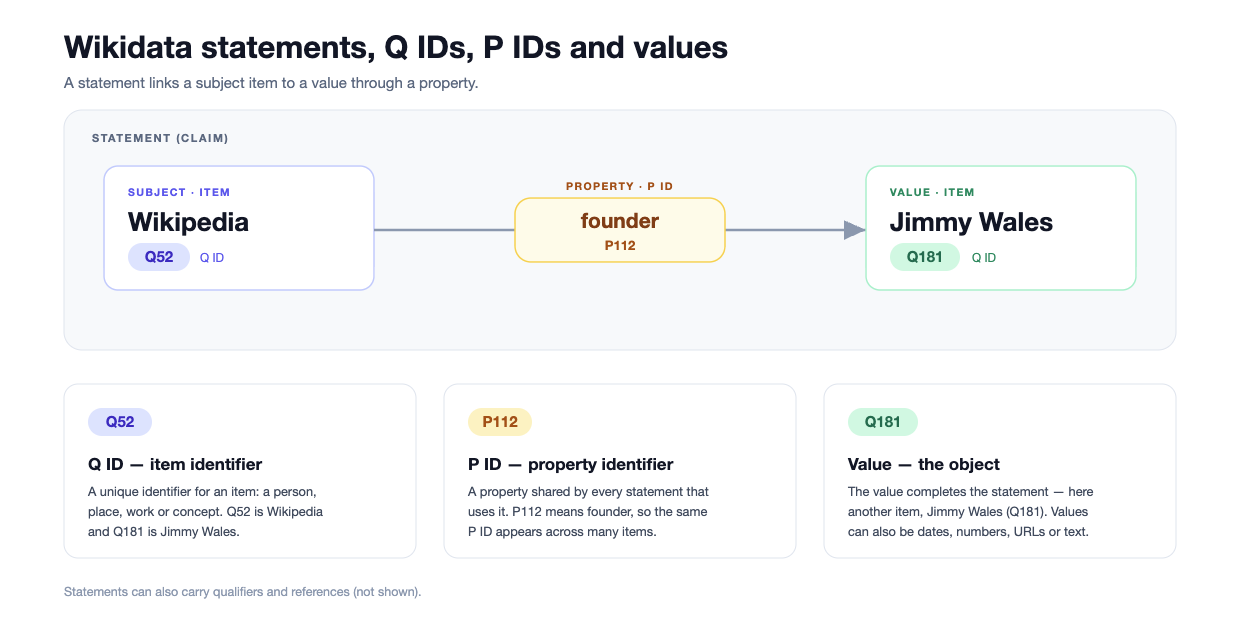 Wikidata statements, Q IDs, P IDs and values
A statement links a subject item to a value through a property.
STATEMENT (CLAIM)
SUBJECT · ITEM
Wikipedia
Q52 Q ID
PROPERTY · P ID
founder
P112
VALUE · ITEM
Jimmy Wales
Q181 Q ID
Q52
Q ID — item identifier
A unique identifier for an item: a person,
place, work or concept. Q52 is Wikipedia
and Q181 is Jimmy Wales.
P112
P ID — property identifier
A property shared by every statement that
uses it. P112 means founder, so the same
P ID appears across many items.
Q181
Value — the object
The value completes the statement — here
another item, Jimmy Wales (Q181). Values
can also be dates, numbers, URLs or text.
Statements can also carry qualifiers and references (not shown).